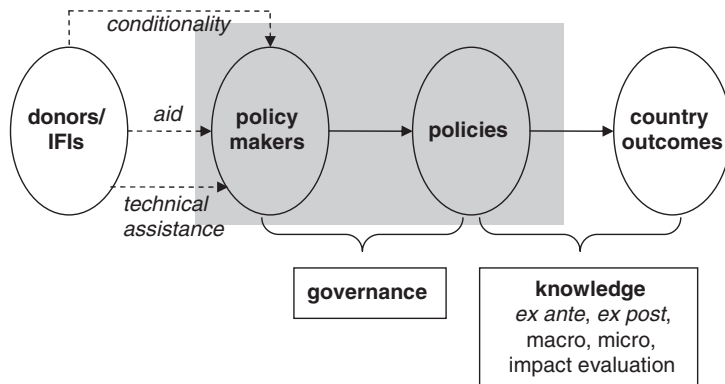 conditionality
donors/
IFIs
aid
policy
makers
policies
country
outcomes
technical
assistance
governance
knowledge
ex ante, ex post,
macro, micro,
impact evaluation